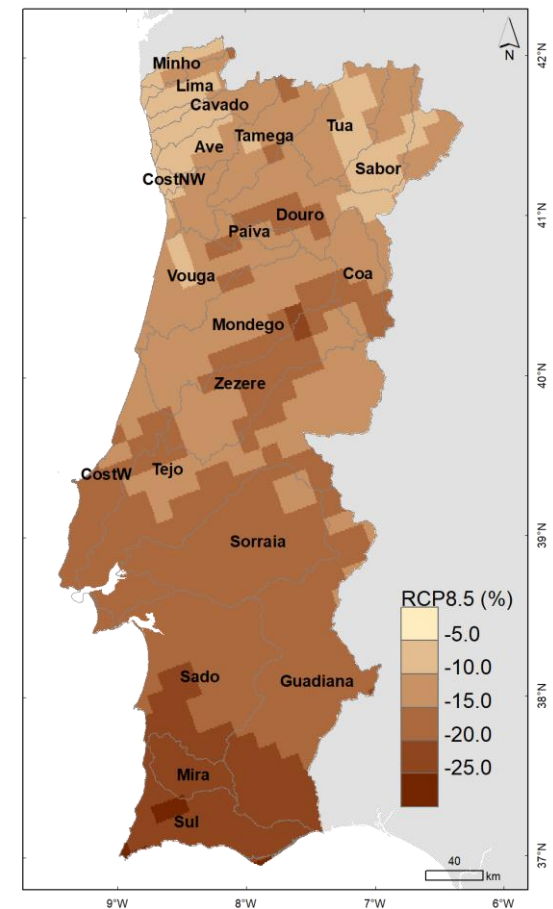 N
42°N
Minho
Lima
Cavado
Tamega
Tua
Ave
Sabor
CostNW
Douro
41°N
Paiva
Vouga
Coa
Mondego
40°N
Zezere
CostW
Tejo
Sorraia
39°N
RCP8.5 (%)
-5.0
-10.0
-15.0
-20.0
-25.0
Sado
Guadiana
38°N
Mira
Sul
37°N
40
km
9°W
8°W
7°W
6°W